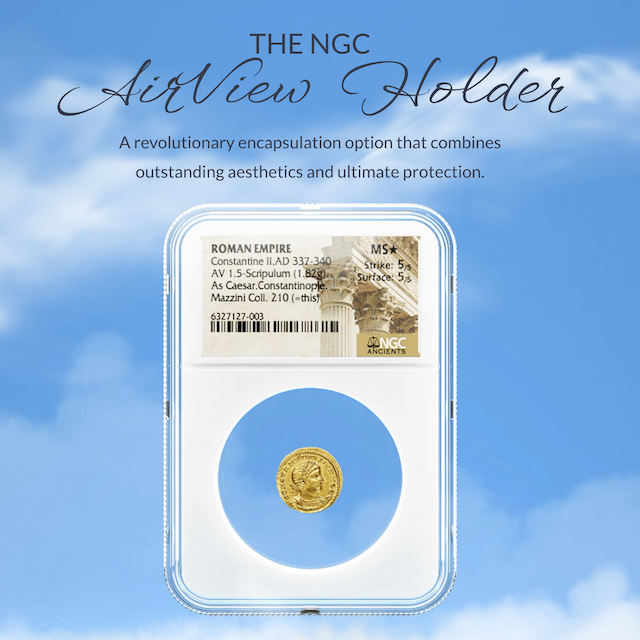 THE NGC
AirView Holder
A revolutionary encapsulation option that combines
outstanding aesthetics and ultimate protection.
ROMAN EMPIRE
Constantine II,AD 337-340
AV 1.5-Scripulum (1.82g)
As Caesar.Constantinople.
Mazzini Coll. 210 (=this)
6327127-003
MS★
Strike: 5/5
Surface: 5/5
NGC
ANCIENTS